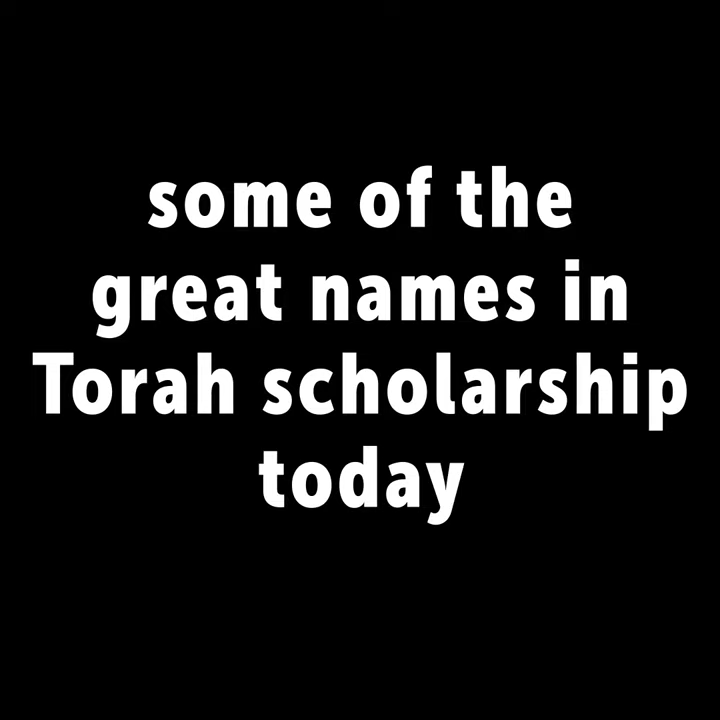 some of the
great names in
Torah scholarship
today